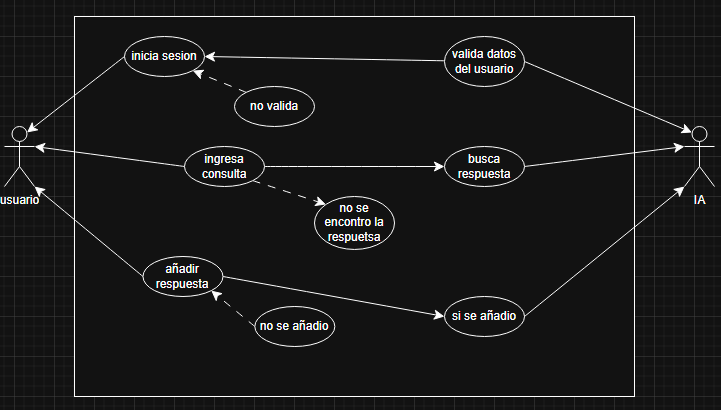 inicia sesion
valida datos
del usuario
no valida
ingresa
consulta
busca
respuesta
usuario
IA
no se
encontro la
respuetsa
añadir
respuesta
no se añadio
si se añadio